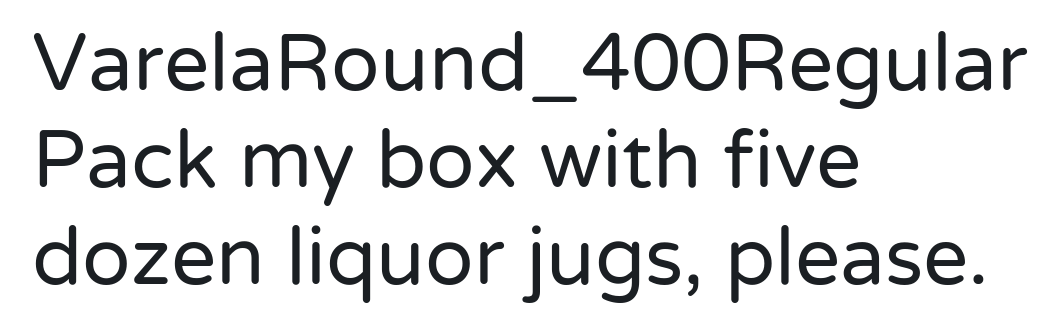 VarelaRound_400Regular
Pack my box with five
dozen liquor jugs, please.